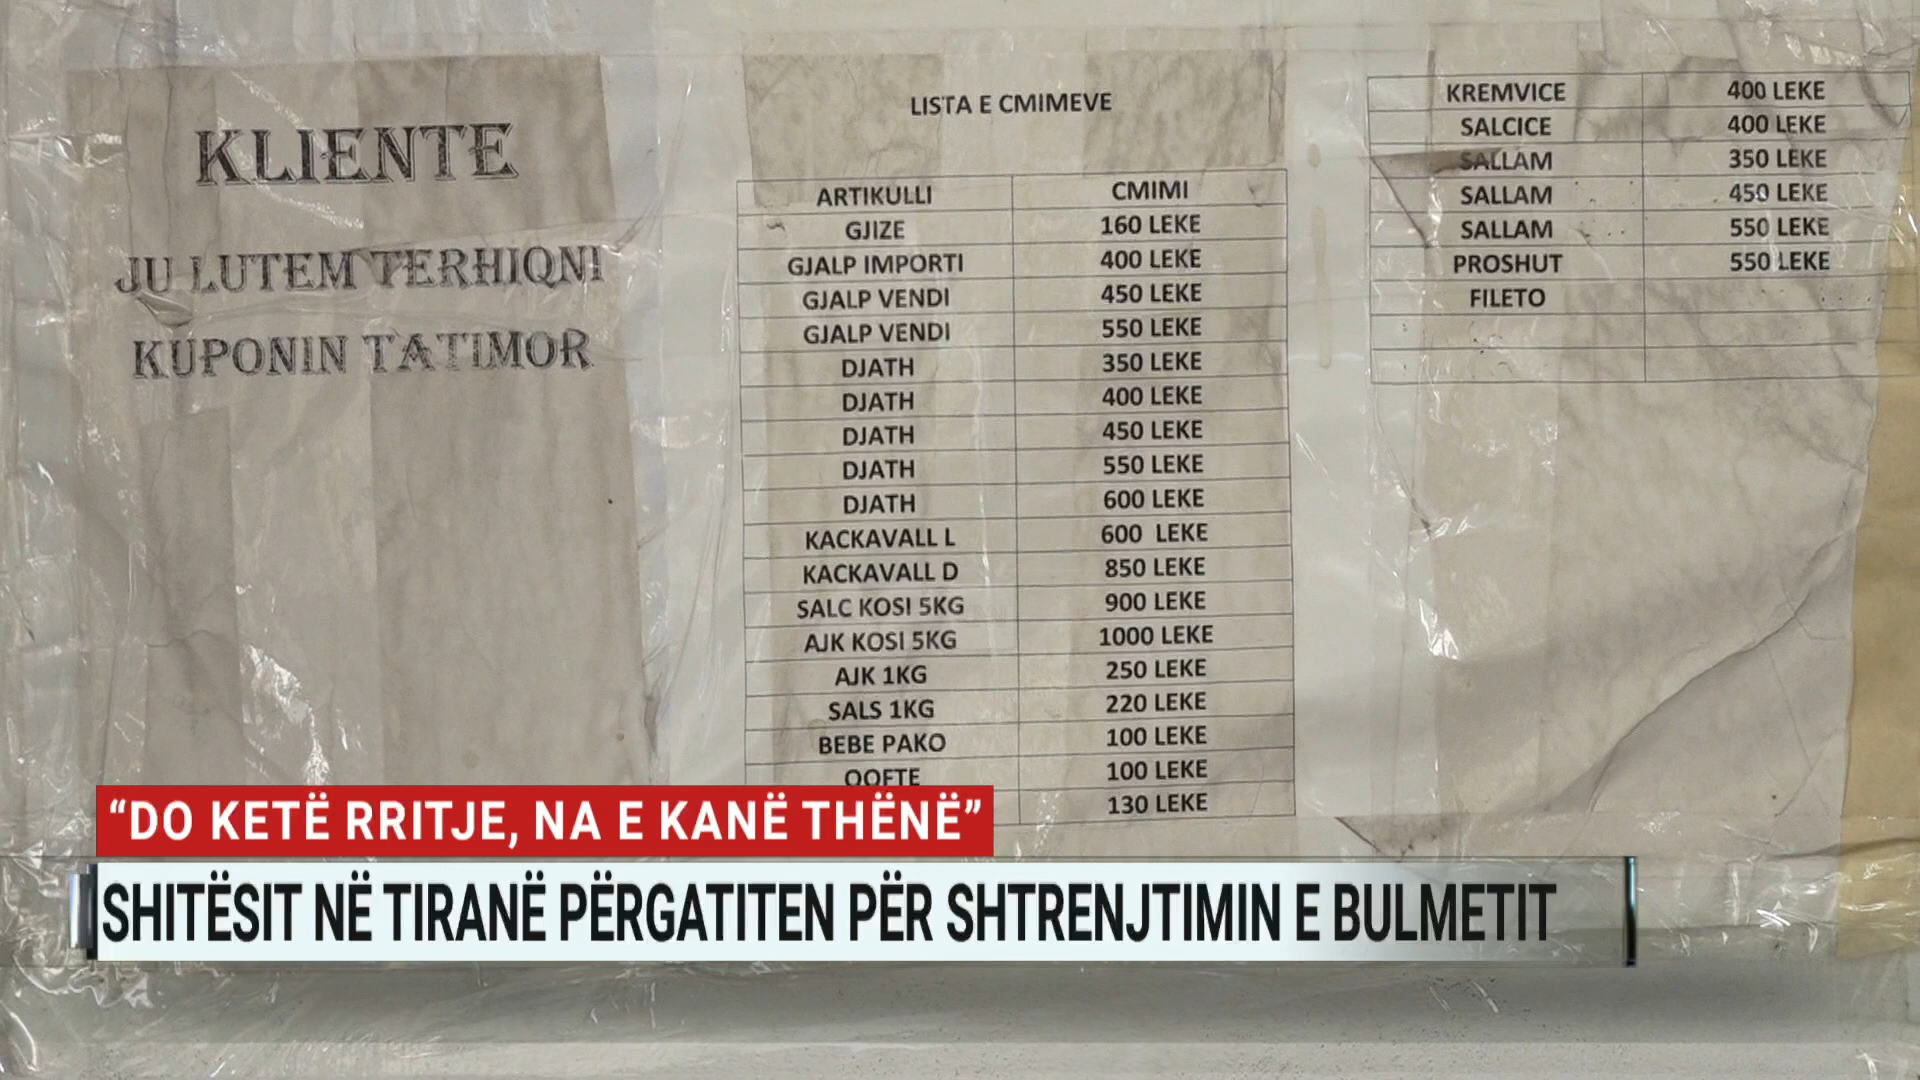 KLIENTE
JU LUTEM TERHIQNI
KUPONIN TATIMOR
LISTA E CMIMEVE
ARTIKULLI CMIMI
GJIZE 160 LEKE
GJALP IMPORTI 400 LEKE
GJALP VENDI 450 LEKE
GJALP VENDI 550 LEKE
DJATH 350 LEKE
DJATH 400 LEKE
DJATH 450 LEKE
DJATH 550 LEKE
DJATH 600 LEKE
KACKAVALL L 600 LEKE
KACKAVALL D 850 LEKE
SALC KOSI 5KG 900 LEKE
AJK KOSI 5KG 1000 LEKE
AJK 1KG 250 LEKE
SALS 1KG 220 LEKE
BEBE PAKO 100 LEKE
QOFTE 100 LEKE
130 LEKE
KREMVICE 400 LEKE
SALCICE 400 LEKE
SALLAM 350 LEKE
SALLAM 450 LEKE
SALLAM 550 LEKE
PROSHUT 550 LEKE
FILETO
“DO KETË RRITJE, NA E KANË THËNË”
SHITËSIT NË TIRANË PËRGATITEN PËR SHTRENJTIMIN E BULMETIT